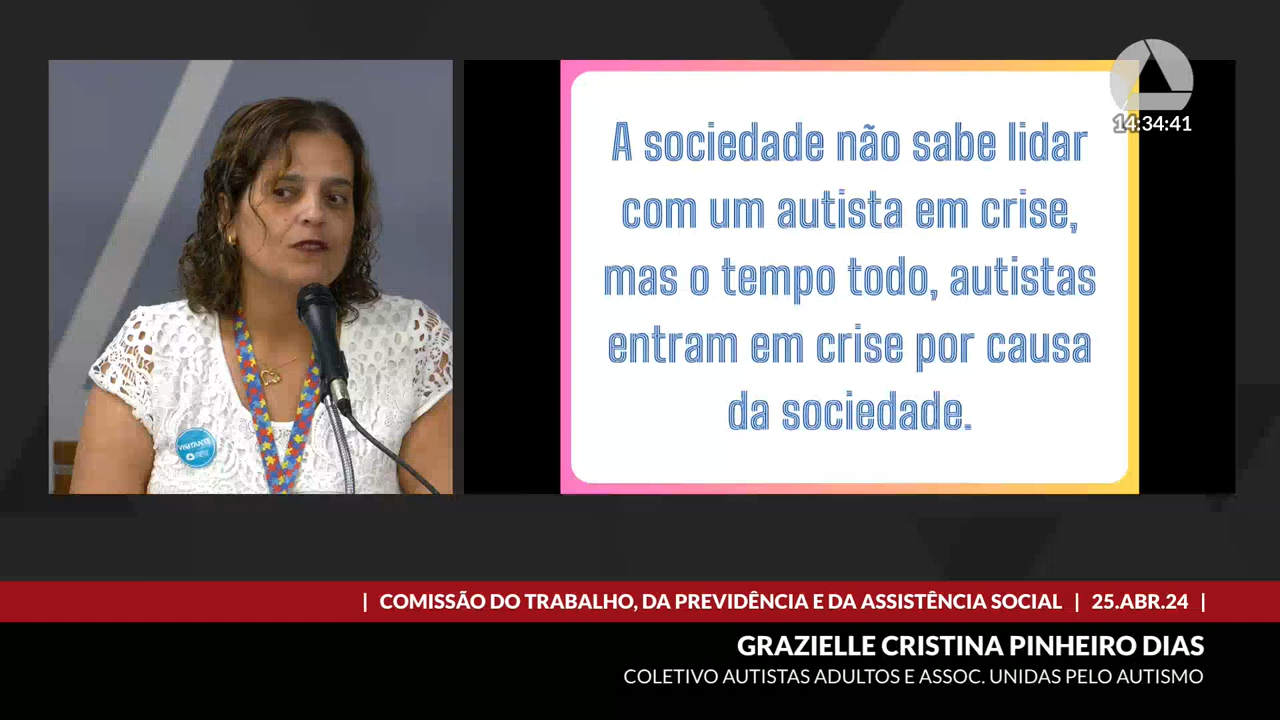 A sociedade não sabe lidar
com um autista em crise,
mas o tempo todo, autistas
entram em crise por causa
da sociedade.
14:34:41
VISITANTE
| COMISSÃO DO TRABALHO, DA PREVIDÊNCIA E DA ASSISTÊNCIA SOCIAL | 25.ABR.24 |
GRAZIELLE CRISTINA PINHEIRO DIAS
COLETIVO AUTISTAS ADULTOS E ASSOC. UNIDAS PELO AUTISMO